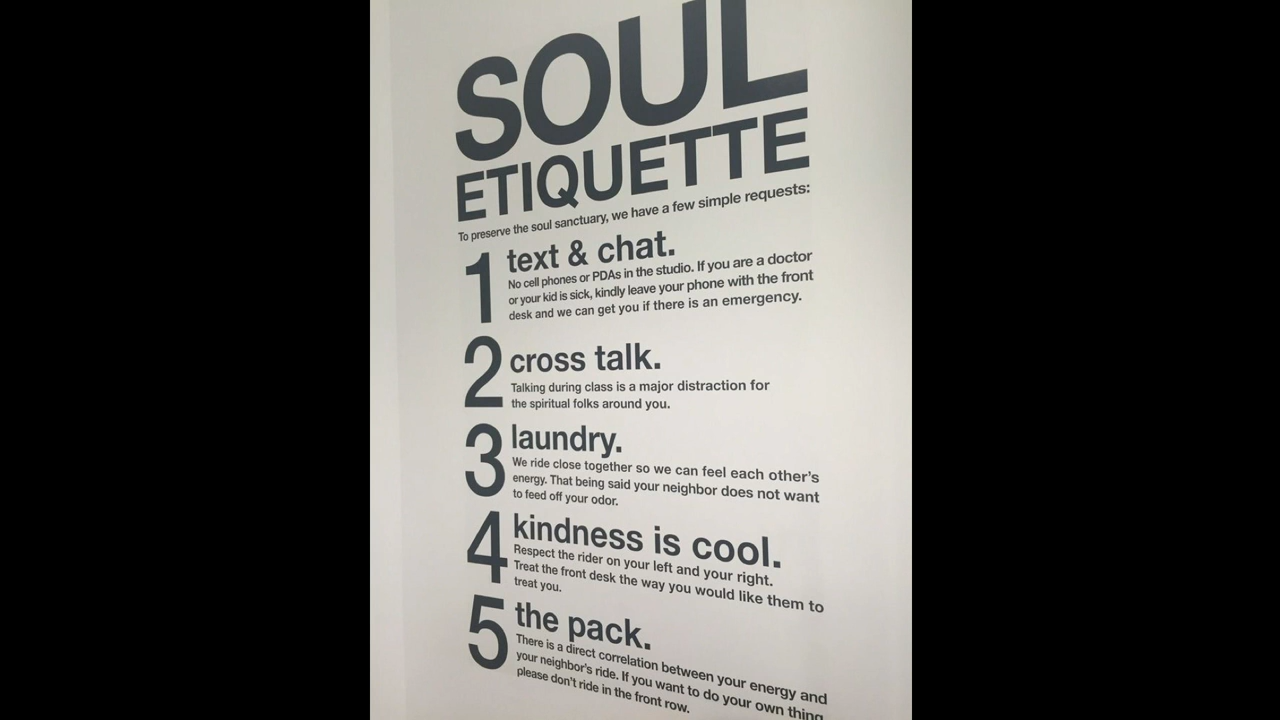 SOUL
ETIQUETTE
To preserve the soul sanctuary, we have a few simple requests:
1 text & chat.
No cell phones or PDAs in the studio. If you are a doctor
or your kid is sick, kindly leave your phone with the front
desk and we can get you if there is an emergency.
2 cross talk.
Talking during class is a major distraction for
the spiritual folks around you.
3 laundry.
We ride close together so we can feel each other's
energy. That being said your neighbor does not want
to feed off your odor.
4 kindness is cool.
Respect the rider on your left and your right.
Treat the front desk the way you would like them to
treat you.
5 the pack.
There is a direct correlation between your energy and
your neighbor's ride. If you want to do your own thing
please don't ride in the front row.